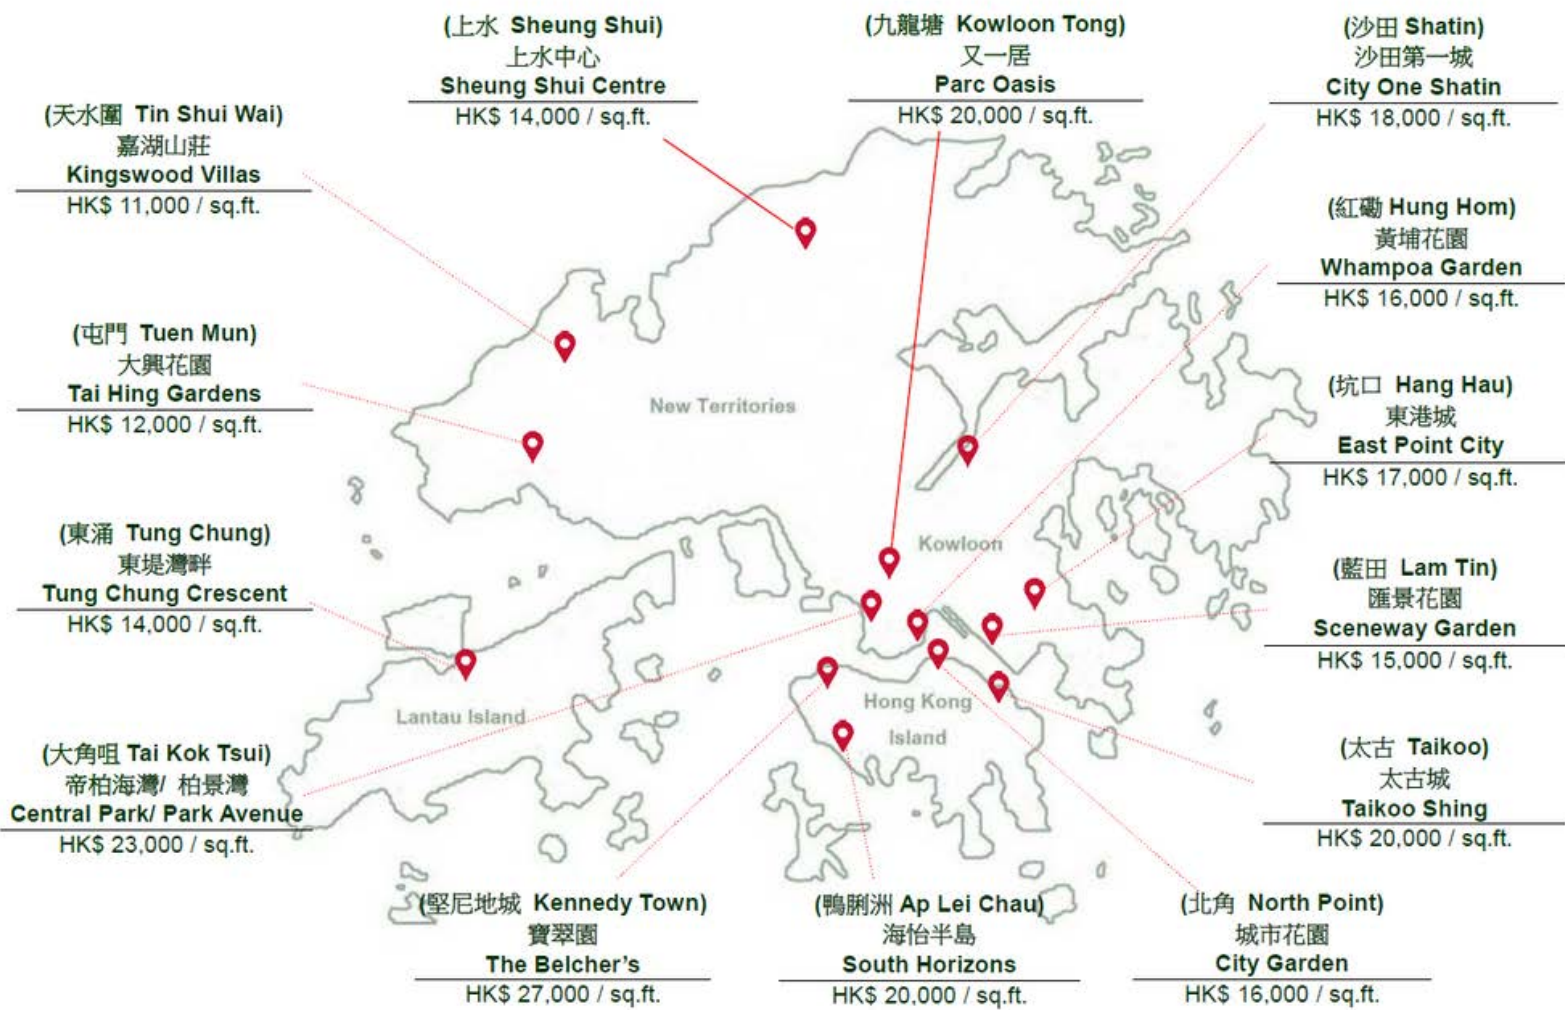 (上水 Sheung Shui)
上水中心
Sheung Shui Centre
HK$ 14,000 / sq.ft.
(九龍塘 Kowloon Tong)
又一居
Parc Oasis
HK$ 20,000 / sq.ft.
(沙田 Shatin)
沙田第一城
City One Shatin
HK$ 18,000 / sq.ft.
(天水圍 Tin Shui Wai)
嘉湖山莊
Kingswood Villas
HK$ 11,000 / sq.ft.
(紅磡 Hung Hom)
黃埔花園
Whampoa Garden
HK$ 16,000 / sq.ft.
(屯門 Tuen Mun)
大興花園
Tai Hing Gardens
HK$ 12,000 / sq.ft.
New Territories
(坑口 Hang Hau)
東港城
East Point City
HK$ 17,000 / sq.ft.
(東涌 Tung Chung)
東堤灣畔
Tung Chung Crescent
HK$ 14,000 / sq.ft.
Kowloon
(藍田 Lam Tin)
匯景花園
Sceneway Garden
HK$ 15,000 / sq.ft.
Lantau Island
Hong Kong
Island
(大角咀 Tai Kok Tsui)
帝柏海灣/ 柏景灣
Central Park/ Park Avenue
HK$ 23,000 / sq.ft.
(太古 Taikoo)
太古城
Taikoo Shing
HK$ 20,000 / sq.ft.
(堅尼地城 Kennedy Town)
寶翠園
The Belcher's
HK$ 27,000 / sq.ft.
(鴨脷洲 Ap Lei Chau)
海怡半島
South Horizons
HK$ 20,000 / sq.ft.
(北角 North Point)
城市花園
City Garden
HK$ 16,000 / sq.ft.